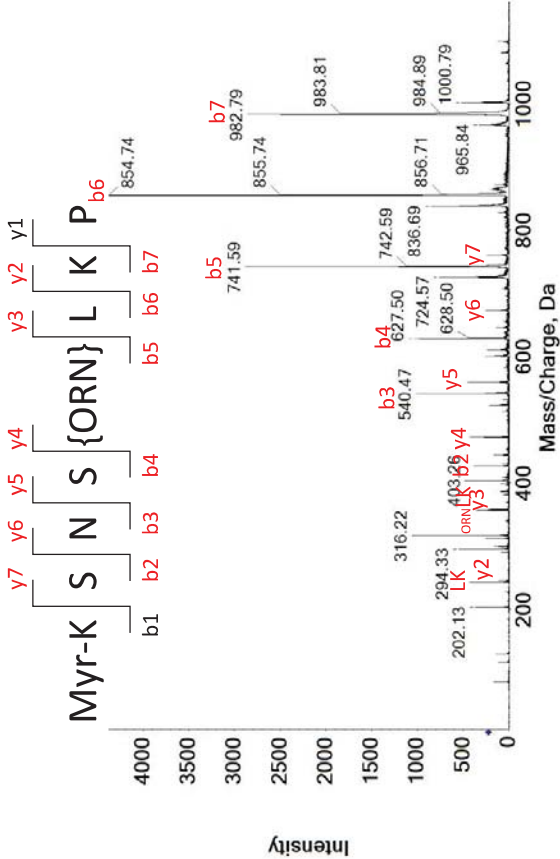 y7 y6 y5 y4 y3 y2 y1
Myr-K S N S {ORN} L K P
b1 b2 b3 b4 b5 b6 b7
Intensity
4000
3500
3000
2500
2000
1500
1000
500
0
202.13
LK
294.33
y2
316.22
ORN
LK
y3
403.26
b2
y4
b3
540.47
y5
b4
627.50
628.50
y6
724.57
b5
741.59
742.59
y7
836.69
b6
854.74
855.74
856.71
965.84
b7
982.79
983.81
984.89
1000.79
200 400 600 800 1000
Mass/Charge, Da